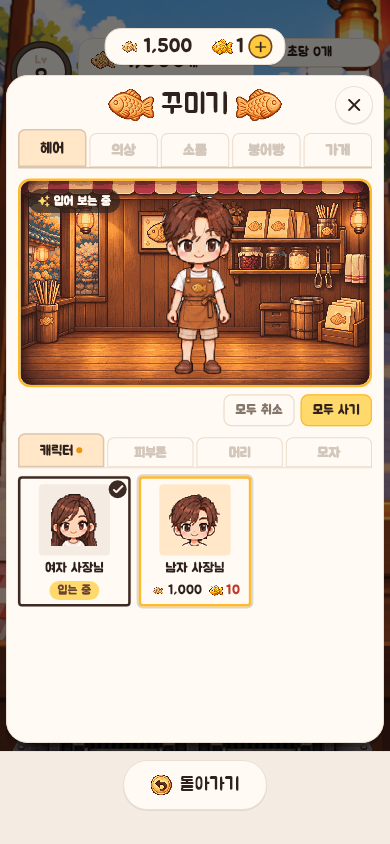 1,500 1
Lv
초당 0개
꾸미기
헤어 의상 소품 붕어빵 가게
입어 보는 중
모두 취소 모두 사기
캐릭터 피부톤 머리 모자
여자 사장님 남자 사장님
입는 중 1,000 10
돌아가기